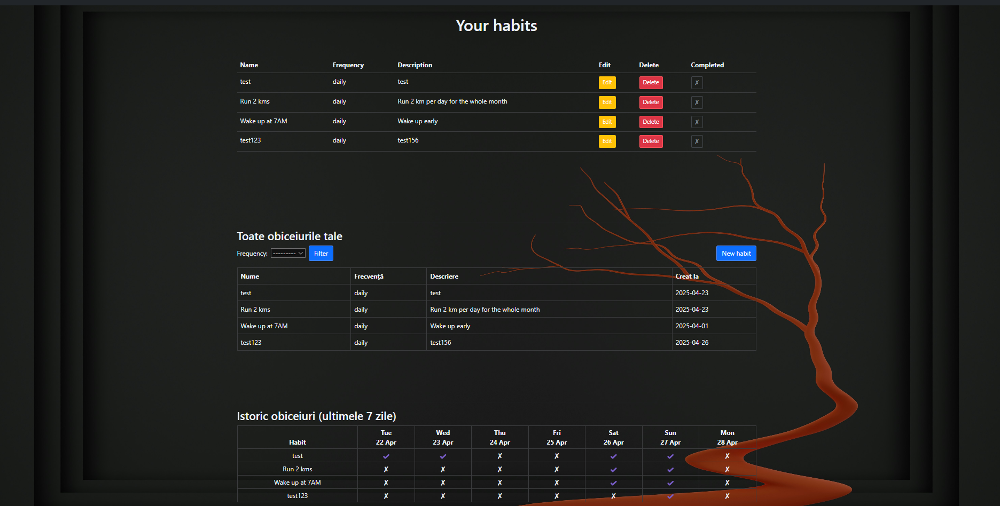 Your habits
Name Frequency Description Edit Delete Completed
test daily test Edit Delete ✗
Run 2 kms daily Run 2 km per day for the whole month Edit Delete ✗
Wake up at 7AM daily Wake up early Edit Delete ✗
test123 daily test156 Edit Delete ✗
Toate obiceiurile tale
Frequency: --------- Filter New habit
Nume Frecvență Descriere Creat la
test daily test 2025-04-23
Run 2 kms daily Run 2 km per day for the whole month 2025-04-23
Wake up at 7AM daily Wake up early 2025-04-01
test123 daily test156 2025-04-26
Istoric obiceiuri (ultimele 7 zile)
Tue Wed Thu Fri Sat Sun Mon
Habit 22 Apr 23 Apr 24 Apr 25 Apr 26 Apr 27 Apr 28 Apr
test ✓ ✓ ✗ ✗ ✓ ✓ ✗
Run 2 kms ✗ ✗ ✗ ✗ ✓ ✓ ✗
Wake up at 7AM ✗ ✗ ✗ ✗ ✓ ✓ ✗
test123 ✗ ✗ ✗ ✗ ✗ ✓ ✗